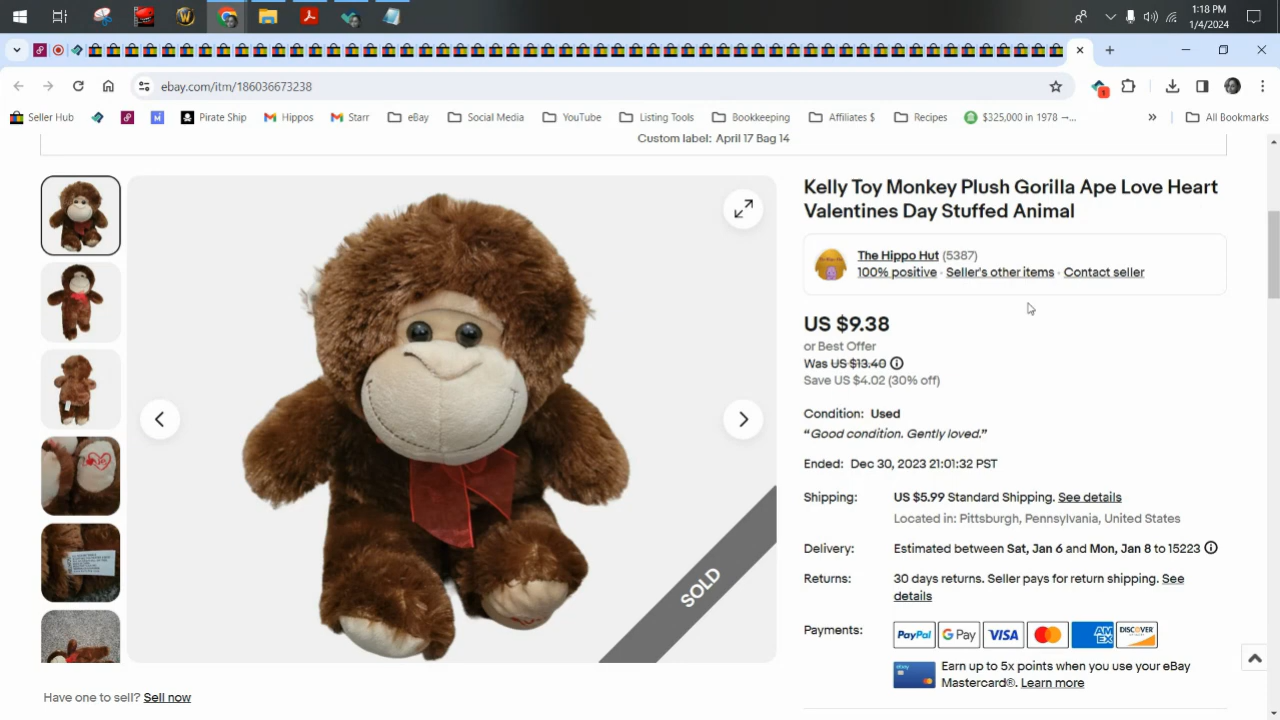 1:18 PM
1/4/2024
ebay.com/itm/186036673238
1
Seller Hub
Pirate Ship
Hippos
Starr
eBay
Social Media
YouTube
Listing Tools
Bookkeeping
Affiliates $
Recipes
$325,000 in 1978 →...
»
All Bookmarks
Custom label: April 17 Bag 14
Kelly Toy Monkey Plush Gorilla Ape Love Heart
Valentines Day Stuffed Animal
The Hippo Hut (5387)
100% positive · Seller's other items · Contact seller
US $9.38
or Best Offer
Was US $13.40
Save US $4.02 (30% off)
Condition: Used
“Good condition. Gently loved.”
Ended: Dec 30, 2023 21:01:32 PST
Shipping: US $5.99 Standard Shipping. See details
Located in: Pittsburgh, Pennsylvania, United States
Delivery: Estimated between Sat, Jan 6 and Mon, Jan 8 to 15223
Returns: 30 days returns. Seller pays for return shipping. See
details
Payments: PayPal G Pay VISA AM EX DISCOVER
Earn up to 5x points when you use your eBay
Mastercard®. Learn more
SOLD
Have one to sell? Sell now